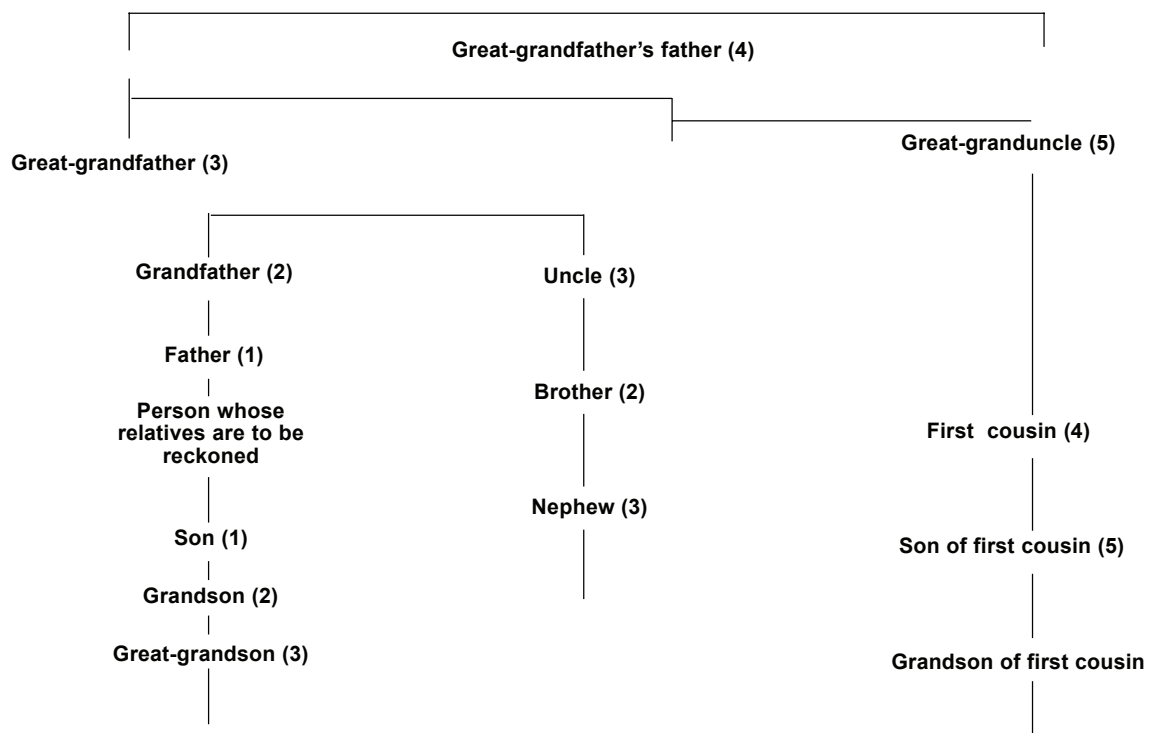 Great-grandfather’s father (4)
Great-granduncle (5)
Great-grandfather (3)
Grandfather (2)
Uncle (3)
Father (1)
Brother (2)
Person whose
relatives are to be
reckoned
First cousin (4)
Nephew (3)
Son (1)
Son of first cousin (5)
Grandson (2)
Great-grandson (3)
Grandson of first cousin